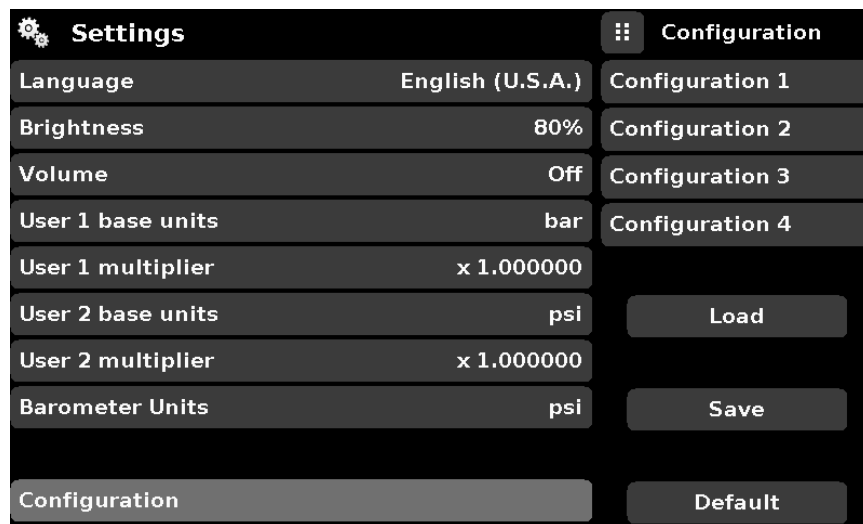 Settings
Language English (U.S.A.)
Brightness 80%
Volume Off
User 1 base units bar
User 1 multiplier x 1.000000
User 2 base units psi
User 2 multiplier x 1.000000
Barometer Units psi
Configuration
Configuration
Configuration 1
Configuration 2
Configuration 3
Configuration 4
Load
Save
Default